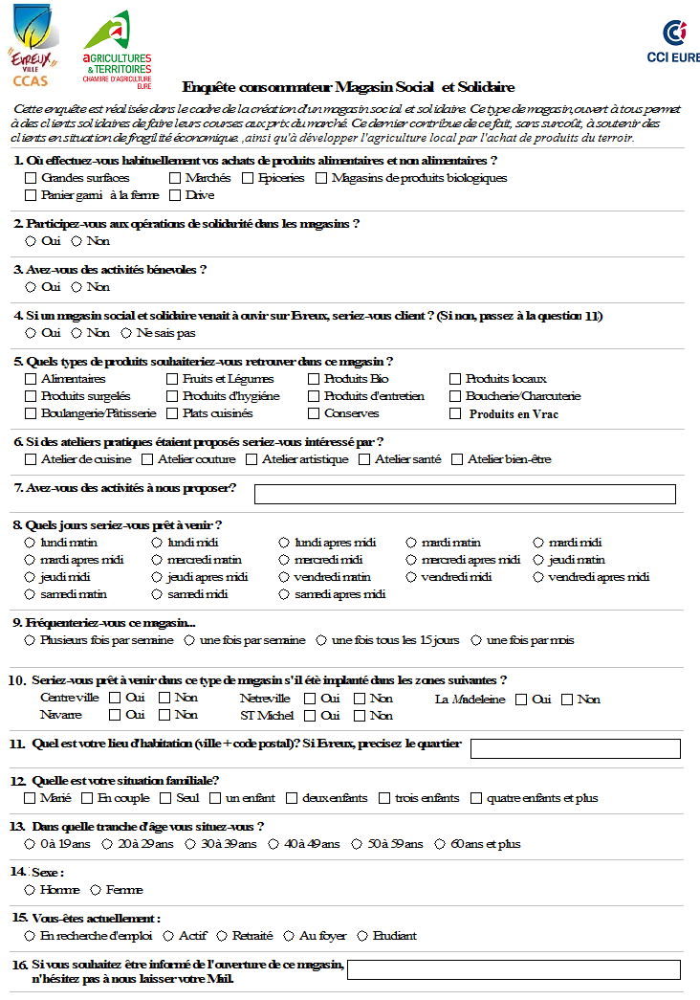 EVREUX
VILLE
CCAS
AGRICULTURES
& TERRITOIRES
CHAMBRE D'AGRICULTURE
EURE
CCI EURE
Enquête consommateur Magasin Social et Solidaire
Cette enquête est réalisée dans le cadre de la création d'un magasin social et solidaire. Ce type de magasin,ouvert à tous permet
à des clients solidaires de faire leurs courses aux prix du marché. Ce dernier contribue de ce fait, sans surcoût, à soutenir des
clients en situation de fragilité économique. ,ainsi qu'à développer l'agriculture local par l'achat de produits du terroir.
1. Où effectuez-vous habituellement vos achats de produits alimentaires et non alimentaires ?
Grandes surfaces Marchés Epiceries Magasins de produits biologiques
Panier garni à la ferme Drive
2. Participez-vous aux opérations de solidarité dans les magasins ?
Oui Non
3. Avez-vous des activités bénevoles ?
Oui Non
4. Si un magasin social et solidaire venait à ouvir sur Evreux, seriez-vous client ? (Si non, passez à la question 11)
Oui Non Ne sais pas
5. Quels types de produits souhaiteriez-vous retrouver dans ce magasin ?
Alimentaires Fruits et Légumes Produits Bio Produits locaux
Produits surgelés Produits d'hygiéne Produits d'entretien Boucherie/Charcuterie
Boulangerie/Pâtisserie Plats cuisinés Conserves Produits en Vrac
6. Si des ateliers pratiques étaient proposés seriez-vous intéressé par ?
Atelier de cuisine Atelier couture Atelier artistique Atelier santé Atelier bien-être
7. Avez-vous des activités à nous proposer?
8. Quels jours seriez-vous prêt à venir ?
lundi matin lundi midi lundi apres midi mardi matin mardi midi
mardi apres midi mercredi matin mercredi midi mercredi apres midi jeudi matin
jeudi midi jeudi apres midi vendredi matin vendredi midi vendredi apres midi
samedi matin samedi midi samedi apres midi
9. Fréquenteriez-vous ce magasin...
Plusieurs fois par semaine une fois par semaine une fois tous les 15 jours une fois par mois
10. Seriez-vous prêt à venir dans ce type de magasin s'il étè implanté dans les zones suivantes ?
Centre ville Oui Non Netreville Oui Non La Madeleine Oui Non
Navarre Oui Non ST Michel Oui Non
11. Quel est votre lieu d'habitation (ville + code postal)? Si Evreux, precisez le quartier
12. Quelle est votre situation familiale?
Marié En couple Seul un enfant deux enfants trois enfants quatre enfants et plus
13. Dans quelle tranche d'âge vous situez-vous ?
0 à 19 ans 20 à 29 ans 30 à 39 ans 40 à 49 ans 50 à 59 ans 60 ans et plus
14. Sexe :
Homme Femme
15. Vous-êtes actuellement :
En recherche d'emploi Actif Retraité Au foyer Etudiant
16. Si vous souhaitez être informé de l'ouverture de ce magasin,
n'hésitez pas à nous laisser votre Mail.